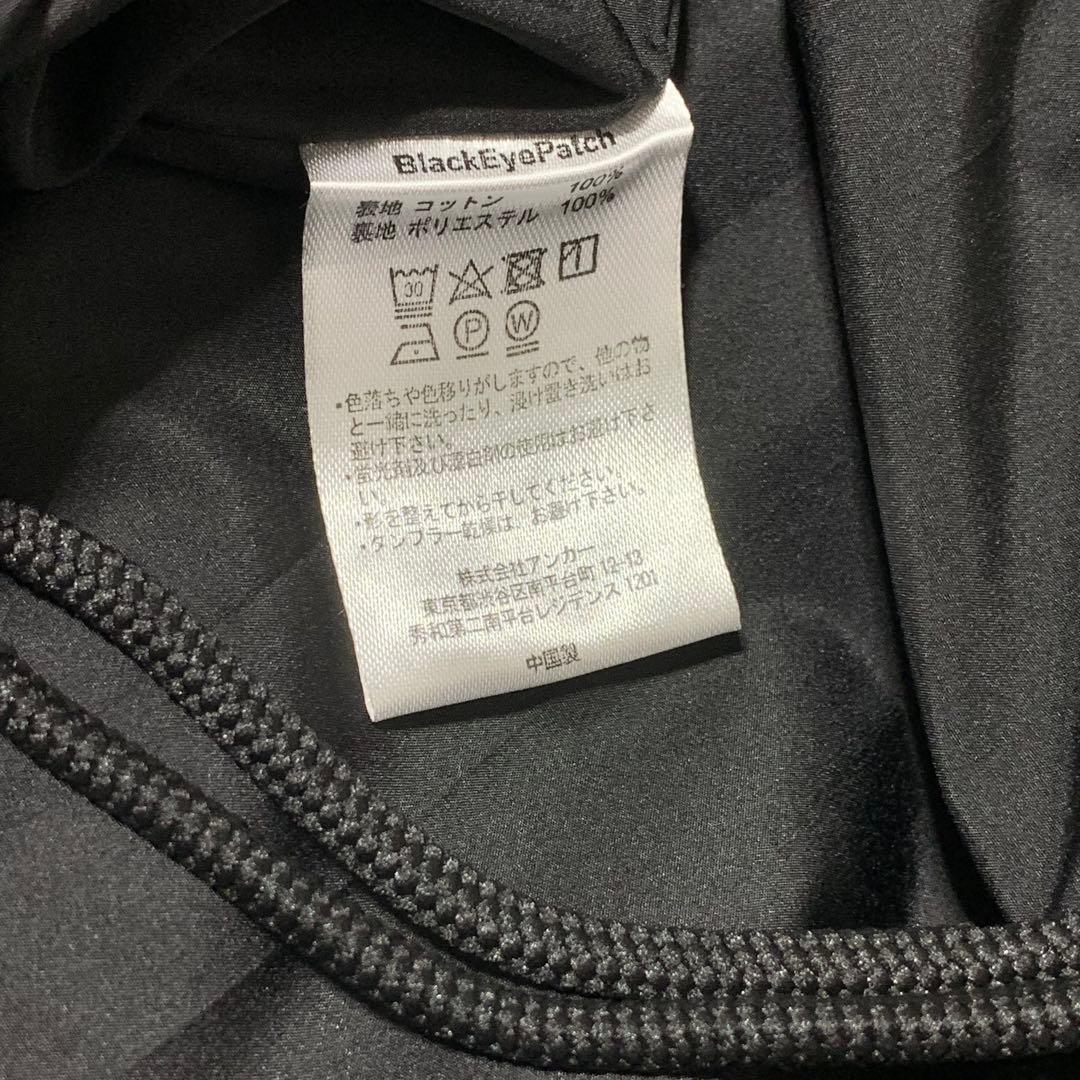 BlackEyePatch
表地 コットン 100%
裏地 ポリエステル 100%
30
P W
・色落ちや色移りがしますので、他の物
と一緒に洗ったり、浸け置き洗いはお
避け下さい。
・蛍光剤及び漂白剤の使用はお避け下さ
い。
・形を整えてから干してください。
・タンブラー乾燥は、お避け下さい。
株式会社アンカー
東京都渋谷区南平台町 12-13
秀和第二南平台レジデンス 1201
中国製